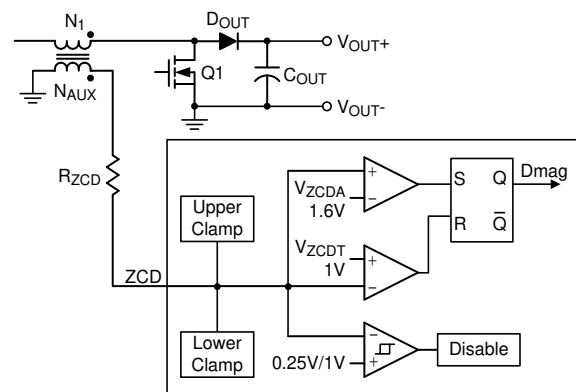 N1
DOUT
VOUT+
Q1
COUT
NAUX
VOUT-
RZCD
Upper
Clamp
VZCDA
1.6V
+
−
S
Q
Dmag
R
Q̅
VZCDT
1V
+
−
ZCD
Lower
Clamp
0.25V/1V
−
+
Disable